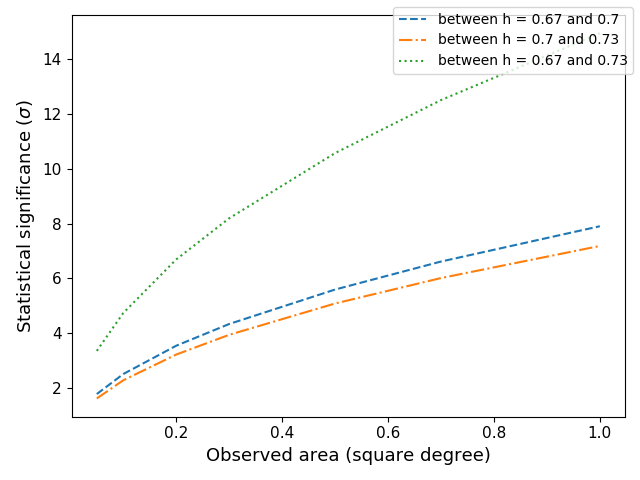 between h = 0.67 and 0.7
between h = 0.7 and 0.73
between h = 0.67 and 0.73
14
12
10
8
6
4
2
Statistical significance (σ)
0.2 0.4 0.6 0.8 1.0
Observed area (square degree)